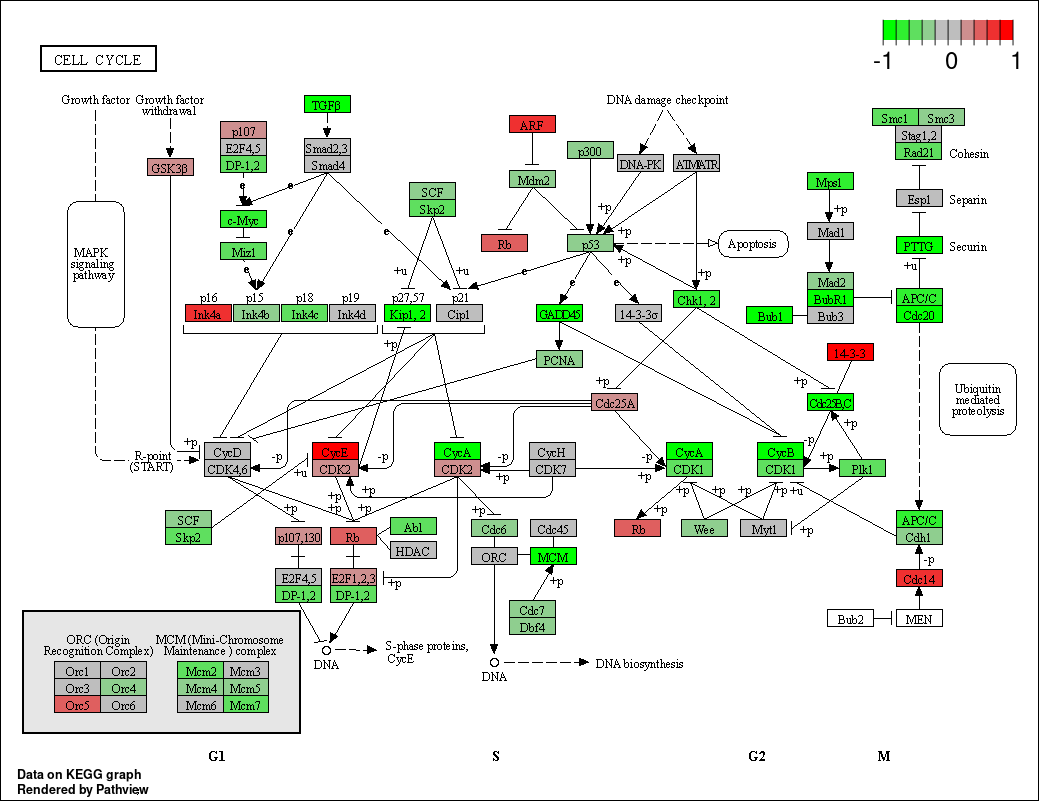 -1 0 1
CELL CYCLE
Growth factor
Growth factor
withdrawal
TGFβ
DNA damage checkpoint
ARF
p300
Smc1 Smc3
Stag1,2
Rad21
Cohesin
p107
E2F4,5
DP-1,2
Smad2,3
Smad4
GSK3β
DNA-PK
ATMATR
Mdm2
SCF
Skp2
Mps1
Esp1
Separin
e
e
e
+p
+p
c-Myc
Mad1
Rb
p53
Apoptosis
PTTG
Securin
MAPK
signaling
pathway
Miz1
e
e
+p
+u
+u
+u
e
e
e
+p
Mad2
BubR1
Bub3
Bub1
APC/C
Cdc20
p16
Ink4a
p15
Ink4b
p18
Ink4c
p19
Ink4d
p27,57
Kip1, 2
p21
Cip1
GADD45
14-3-3σ
Chk1, 2
+p
PCNA
14-3-3
+p
+p
Cdc25A
Cdc25B,C
Ubiquitin
mediated
proteolysis
R-point
(START)
+p
CycD
CDK4,6
-p
CycE
CDK2
-p
+u
CycA
CDK2
-p
+p
CycH
CDK7
-p
+p
CycA
CDK1
CycB
CDK1
-p
+p
+p
Plk1
+p
+p
+p
+p
+p
+p
+p
+p
+u
+p
SCF
Skp2
p107,130
Rb
Abl
HDAC
Cdc6
Cdc45
ORC
MCM
Rb
Wee
Myt1
+p
APC/C
Cdh1
-p
E2F4,5
DP-1,2
E2F1,2,3
DP-1,2
+p
+p
Cdc14
Cdc7
Dbf4
Bub2
MEN
ORC (Origin
Recognition Complex)
MCM (Mini-Chromosome
Maintenance ) complex
Orc1 Orc2
Orc3 Orc4
Orc5 Orc6
Mcm2 Mcm3
Mcm4 Mcm5
Mcm6 Mcm7
DNA
S-phase proteins,
CycE
DNA
DNA biosynthesis
G1 S G2 M
Data on KEGG graph
Rendered by Pathview